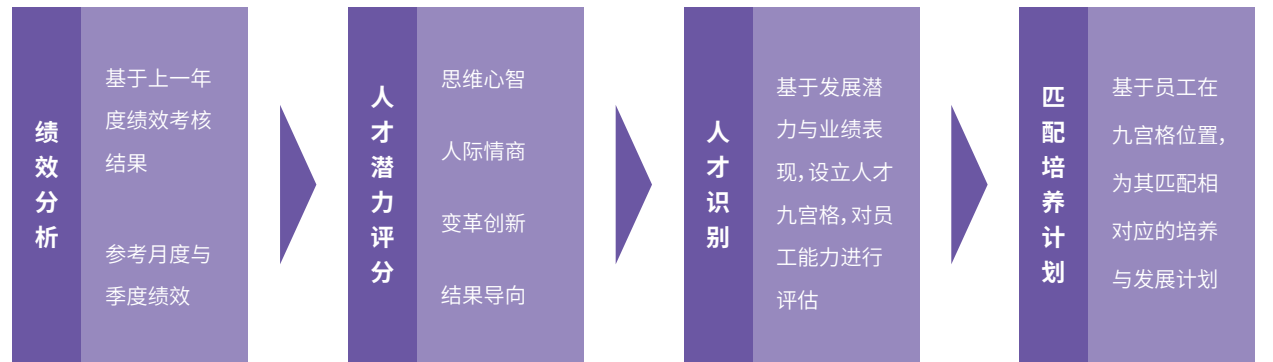 绩效分析
基于上一年
度绩效考核
结果
参考月度与
季度绩效
人才潜力评分
思维心智
人际情商
变革创新
结果导向
人才识别
基于发展潜
力与业绩表
现，设立人才
九宫格，对员
工能力进行
评估
匹配培养计划
基于员工在
九宫格位置，
为其匹配相
对应的培养
与发展计划